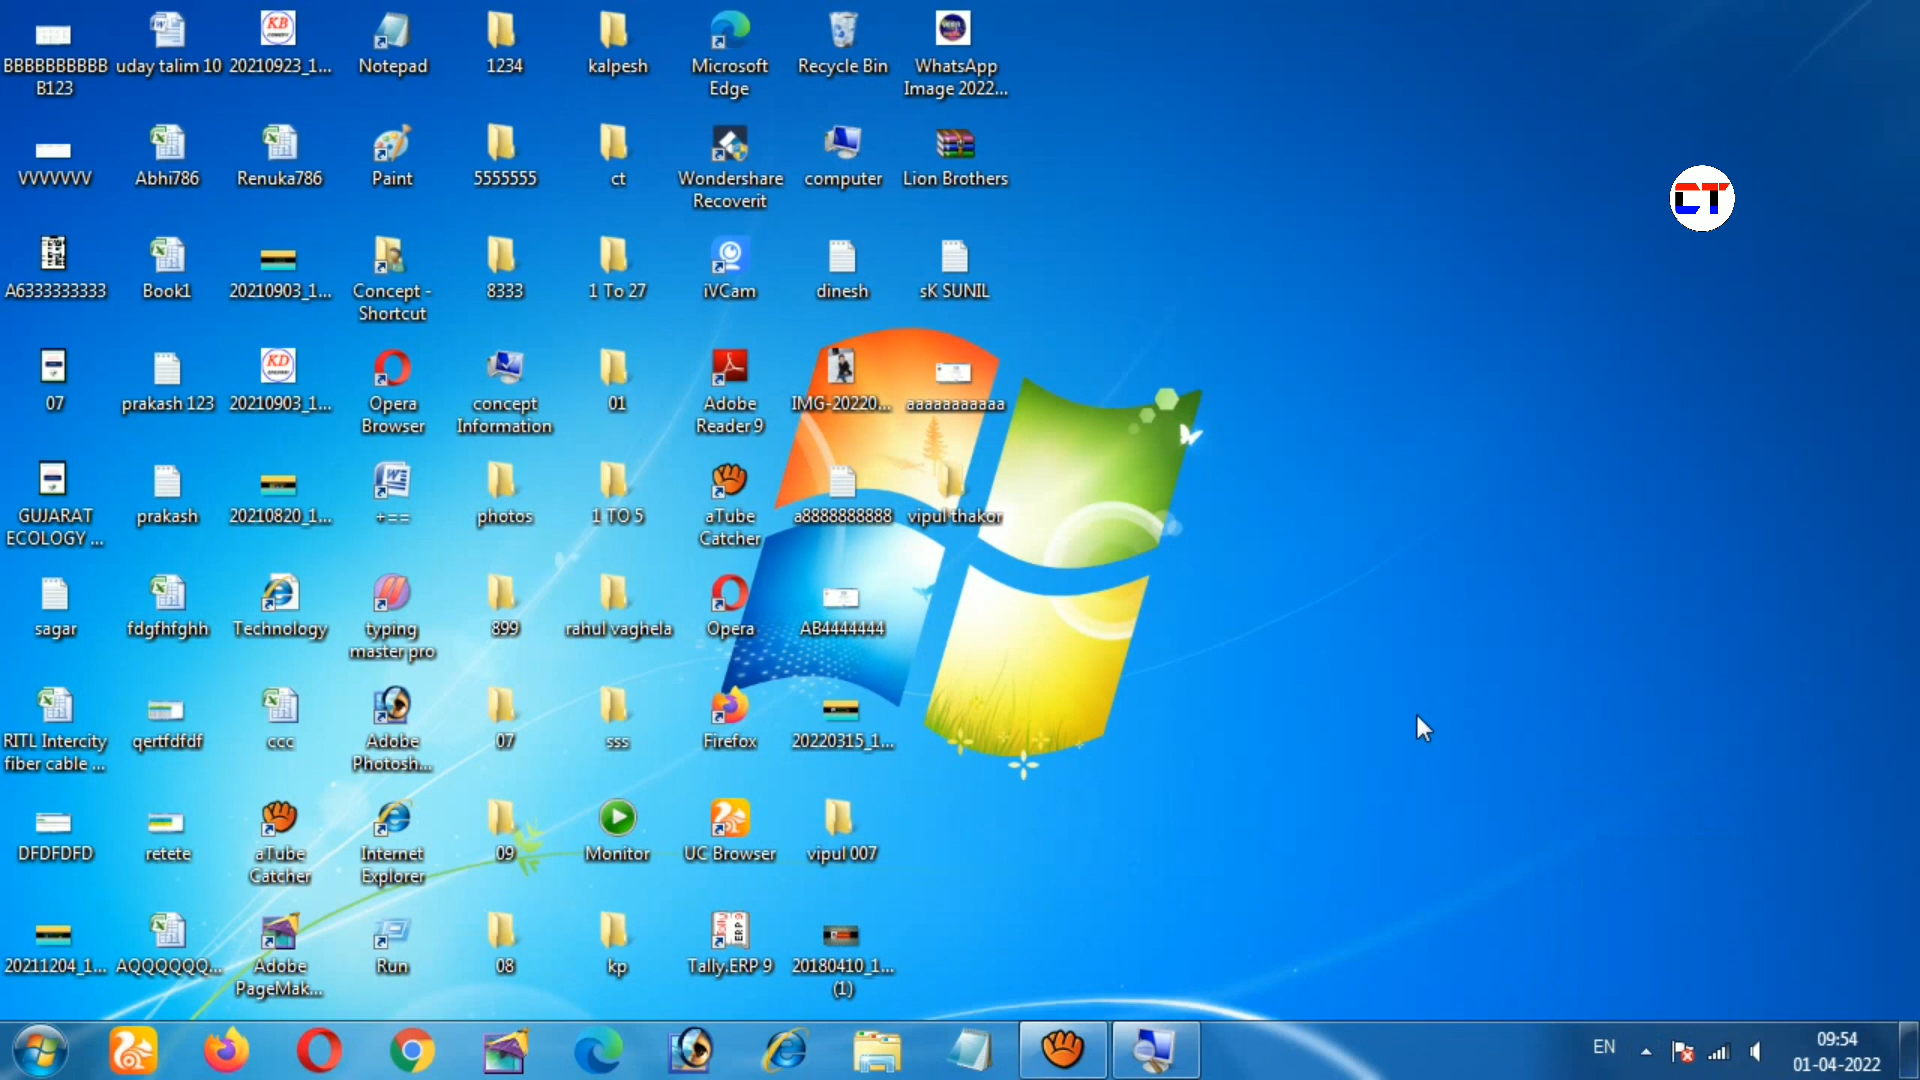 BBBBBBBBBB
B123
uday talim 10
20210923_1...
Notepad
1234
kalpesh
Microsoft
Edge
Recycle Bin
WhatsApp
Image 2022...
VVVVVVV
Abhi786
Renuka786
Paint
5555555
ct
Wondershare
Recoverit
computer
Lion Brothers
CT
A6333333333
Book1
20210903_1...
Concept -
Shortcut
8333
1 To 27
iVCam
dinesh
sK SUNIL
07
prakash 123
KD
20210903_1...
Opera
Browser
concept
Information
01
Adobe
Reader 9
IMG-20220...
aaaaaaaaaaa
GUJARAT
ECOLOGY ...
prakash
20210820_1...
+==
photos
1 TO 5
aTube
Catcher
a8888888888
vipul thakor
sagar
fdgfhfghh
Technology
typing
master pro
899
rahul vaghela
Opera
AB4444444
RITL Intercity
fiber cable ...
qertfdfdf
ccc
Adobe
Photosh...
07
sss
Firefox
20220315_1...
DFDFDFD
retete
aTube
Catcher
Internet
Explorer
09
Monitor
UC Browser
vipul 007
20211204_1...
AQQQQQQ...
Adobe
PageMak...
Run
08
kp
Tally.ERP 9
20180410_1...
(1)
EN
09:54
01-04-2022